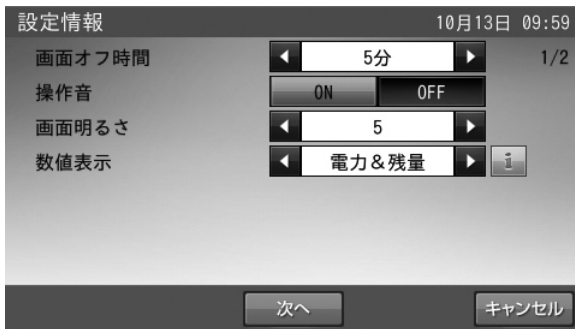 設定情報 10月13日 09:59
画面オフ時間 5分 1/2
操作音 ON OFF
画面明るさ 5
数値表示 電力&残量 i
次へ キャンセル